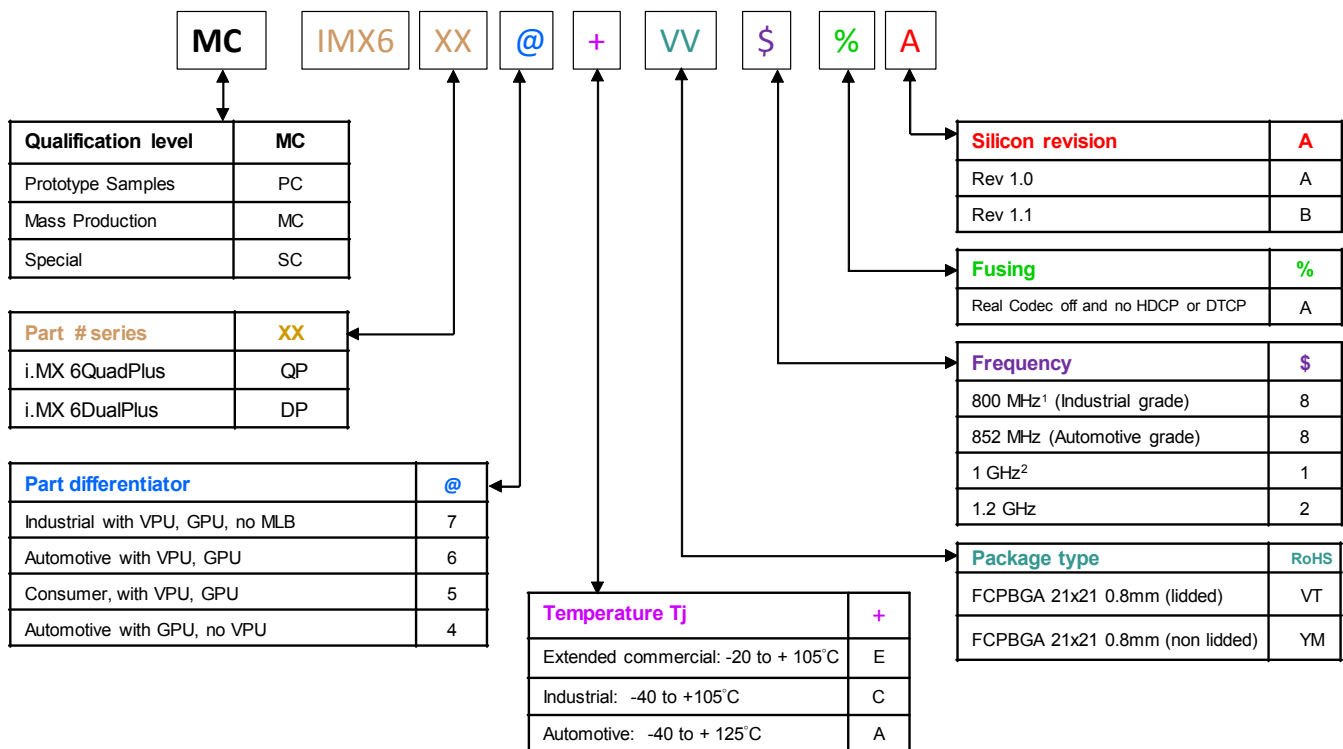 MC IMX6 XX @ + VV $ % A
Qualification level MC
Prototype Samples PC
Mass Production MC
Special SC
Part # series XX
i.MX 6QuadPlus QP
i.MX 6DualPlus DP
Part differentiator @
Industrial with VPU, GPU, no MLB 7
Automotive with VPU, GPU 6
Consumer, with VPU, GPU 5
Automotive with GPU, no VPU 4
Temperature Tj +
Extended commercial: -20 to + 105°C E
Industrial: -40 to +105°C C
Automotive: -40 to + 125°C A
Silicon revision A
Rev 1.0 A
Rev 1.1 B
Fusing %
Real Codec off and no HDCP or DTCP A
Frequency $
800 MHz¹ (Industrial grade) 8
852 MHz (Automotive grade) 8
1 GHz² 1
1.2 GHz 2
Package type RoHS
FCPBGA 21x21 0.8mm (lidded) VT
FCPBGA 21x21 0.8mm (non lidded) YM